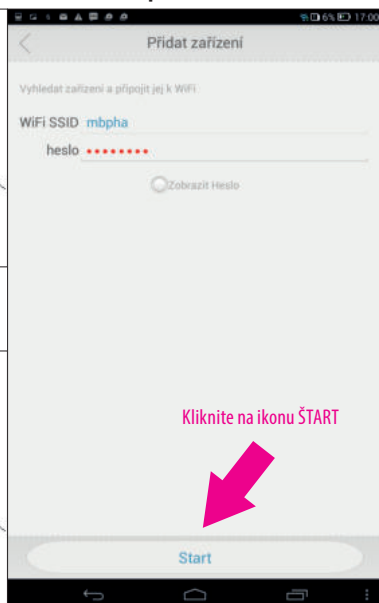 6% 17.00
Přidat zařízení
Vyhledat zařízení a připojit jej k WiFi
WiFi SSID mbpha
heslo ••••••••
Zobrazit Heslo
Kliknite na ikonu ŠTART
Start